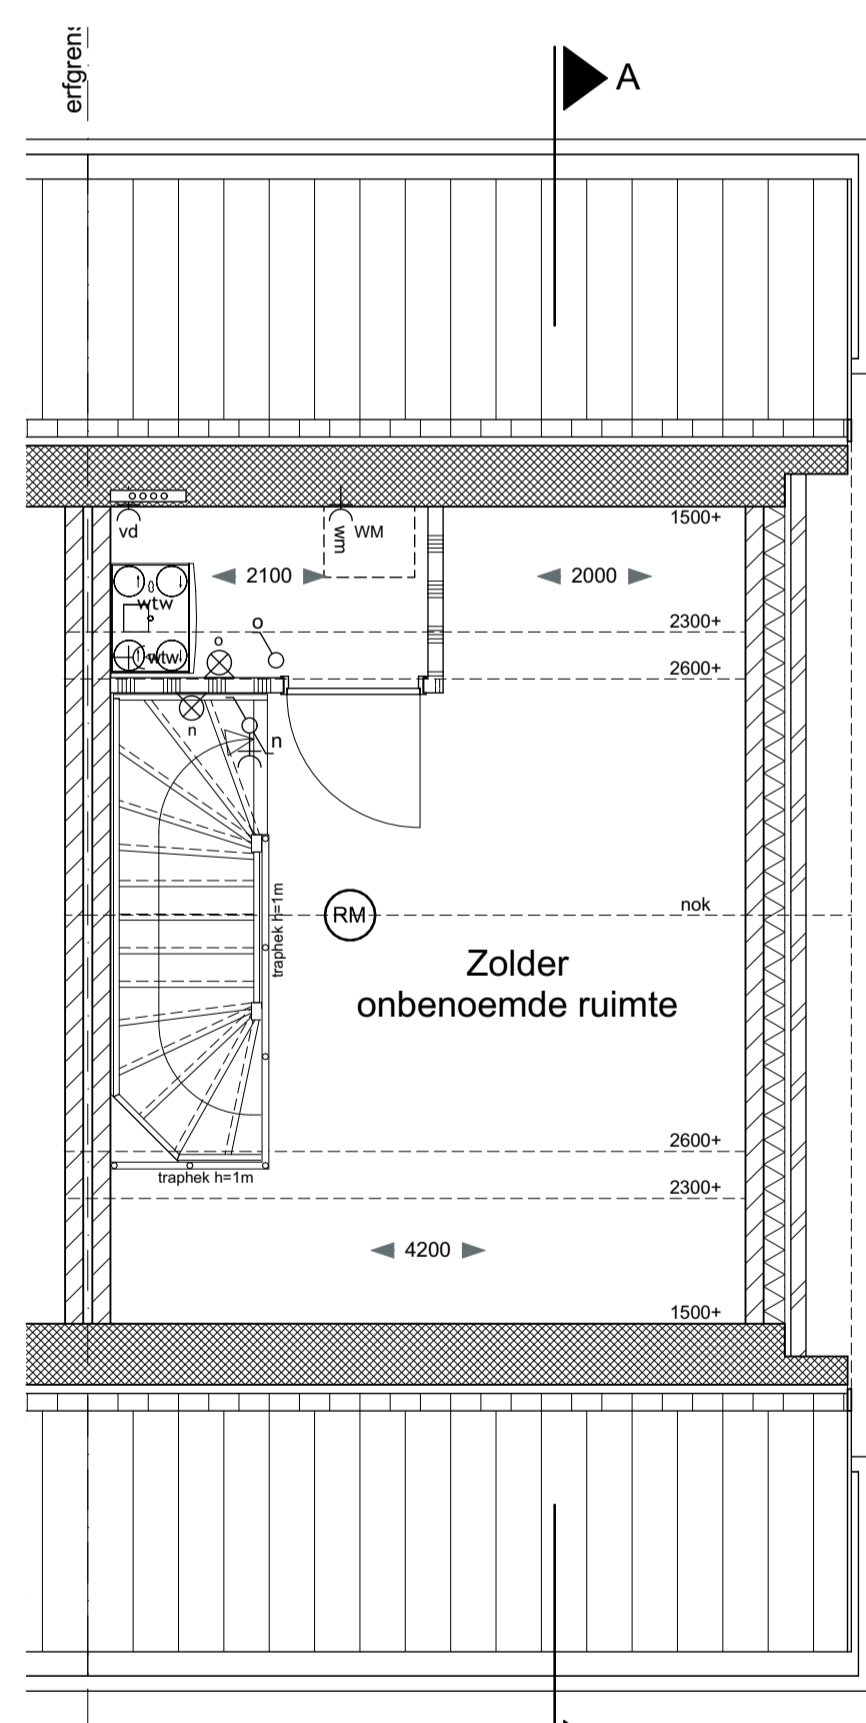 erfgrens
A
1500+
vd
wm
WM
2100
2000
wtw
2300+
o
o
wtw
2600+
n
n
nok
traphek h=1m
RM
Zolder
onbenoemde ruimte
2600+
traphek h=1m
2300+
4200
1500+